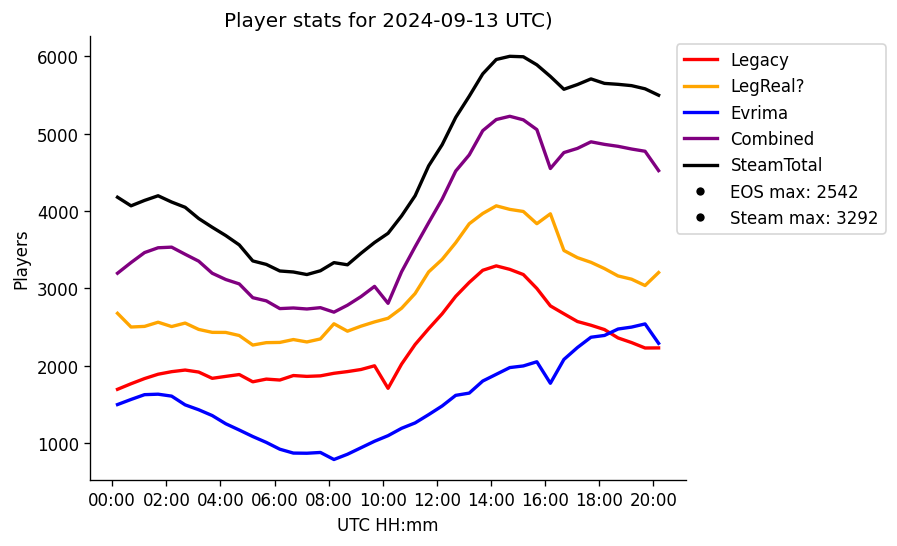 Player stats for 2024-09-13 UTC)
6000
5000
4000
3000
2000
1000
Players
00:00 02:00 04:00 06:00 08:00 10:00 12:00 14:00 16:00 18:00 20:00
UTC HH:mm
Legacy
LegReal?
Evrima
Combined
SteamTotal
EOS max: 2542
Steam max: 3292